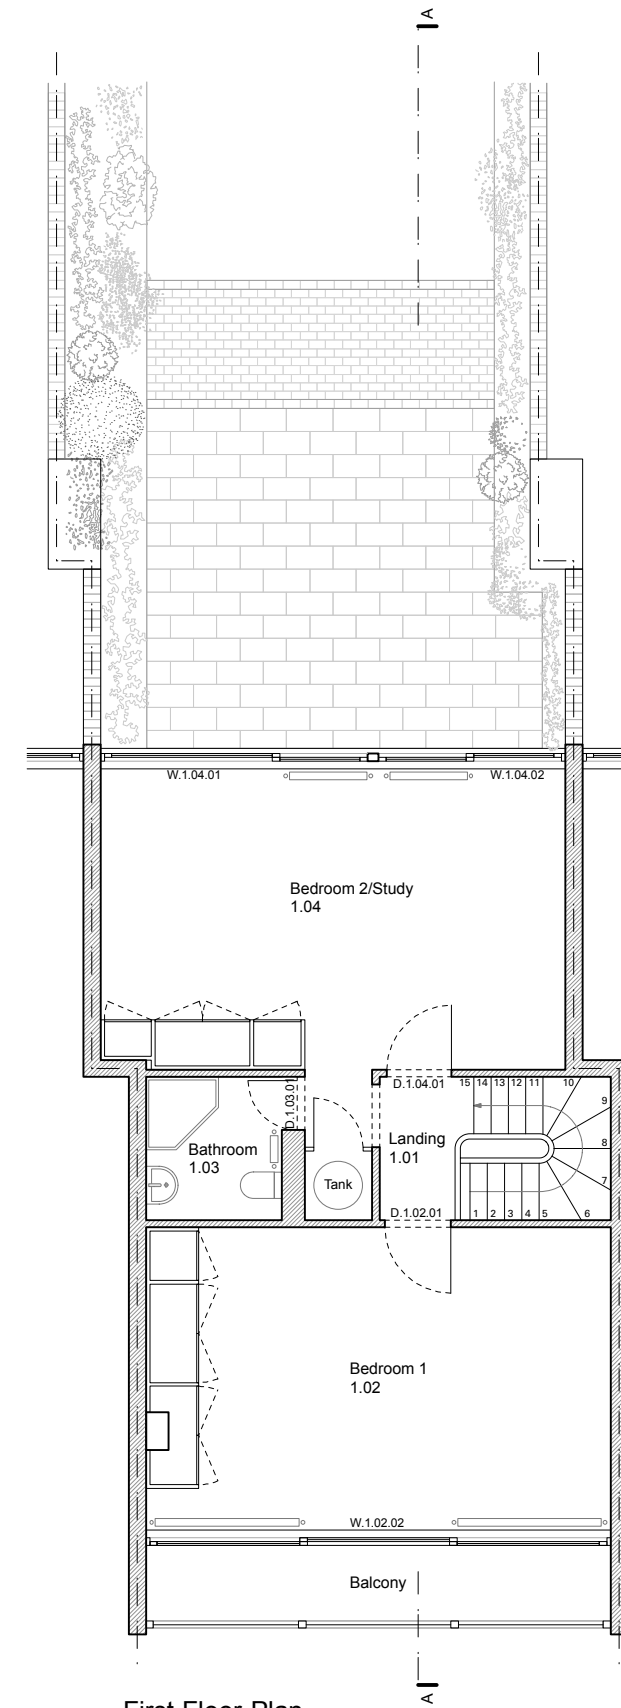 A
W.1.04.01
W.1.04.02
Bedroom 2/Study
1.04
D.1.04.01
15 14 13 12 11 10
9
8
7
D.1.03.01
Landing
1.01
Bathroom
1.03
Tank
D.1.02.01
1 2 3 4 5 6
Bedroom 1
1.02
W.1.02.02
Balcony
A
First Floor Plan